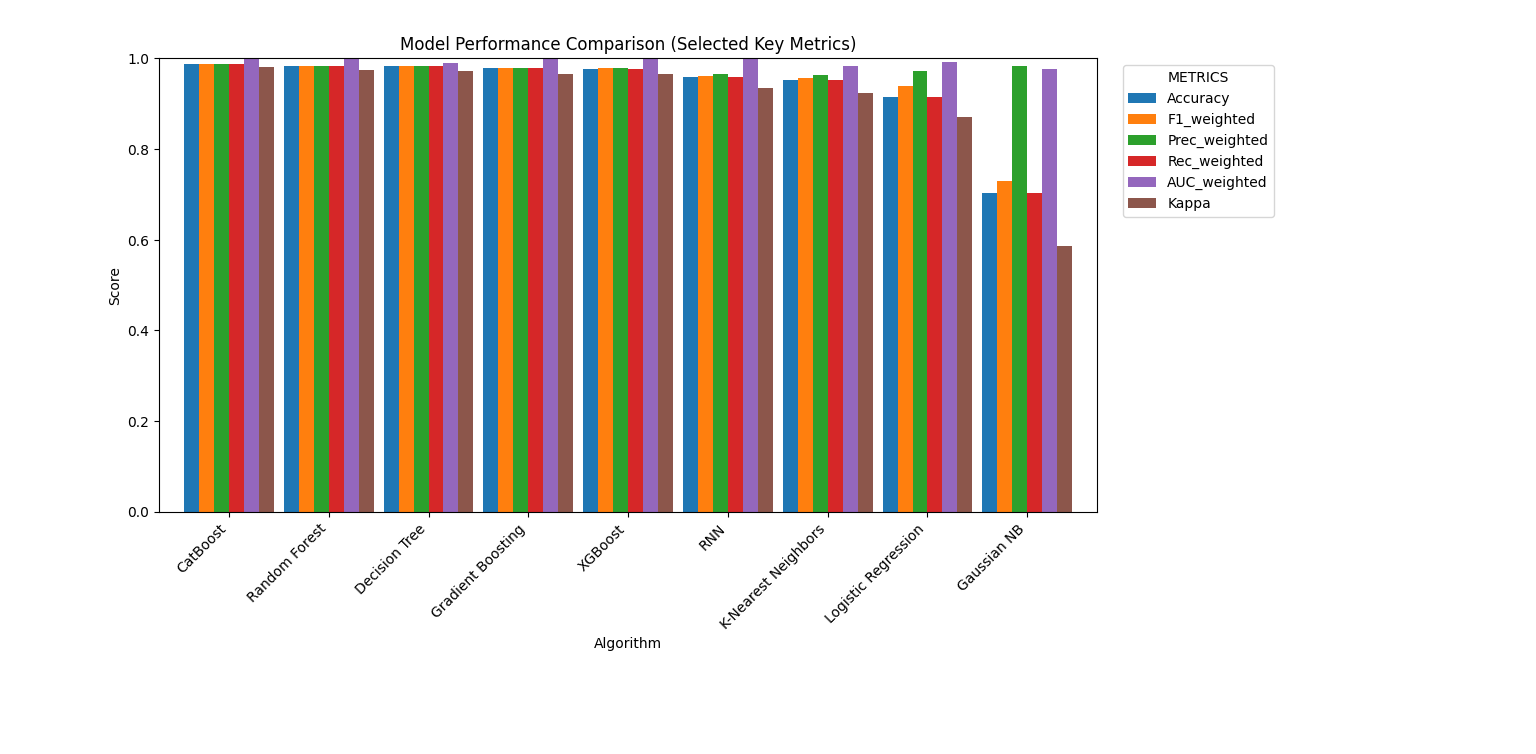 Model Performance Comparison (Selected Key Metrics)
1.0
0.8
0.6
0.4
0.2
0.0
Score
CatBoost
Random Forest
Decision Tree
Gradient Boosting
XGBoost
RNN
K-Nearest Neighbors
Logistic Regression
Gaussian NB
Algorithm
METRICS
Accuracy
F1_weighted
Prec_weighted
Rec_weighted
AUC_weighted
Kappa